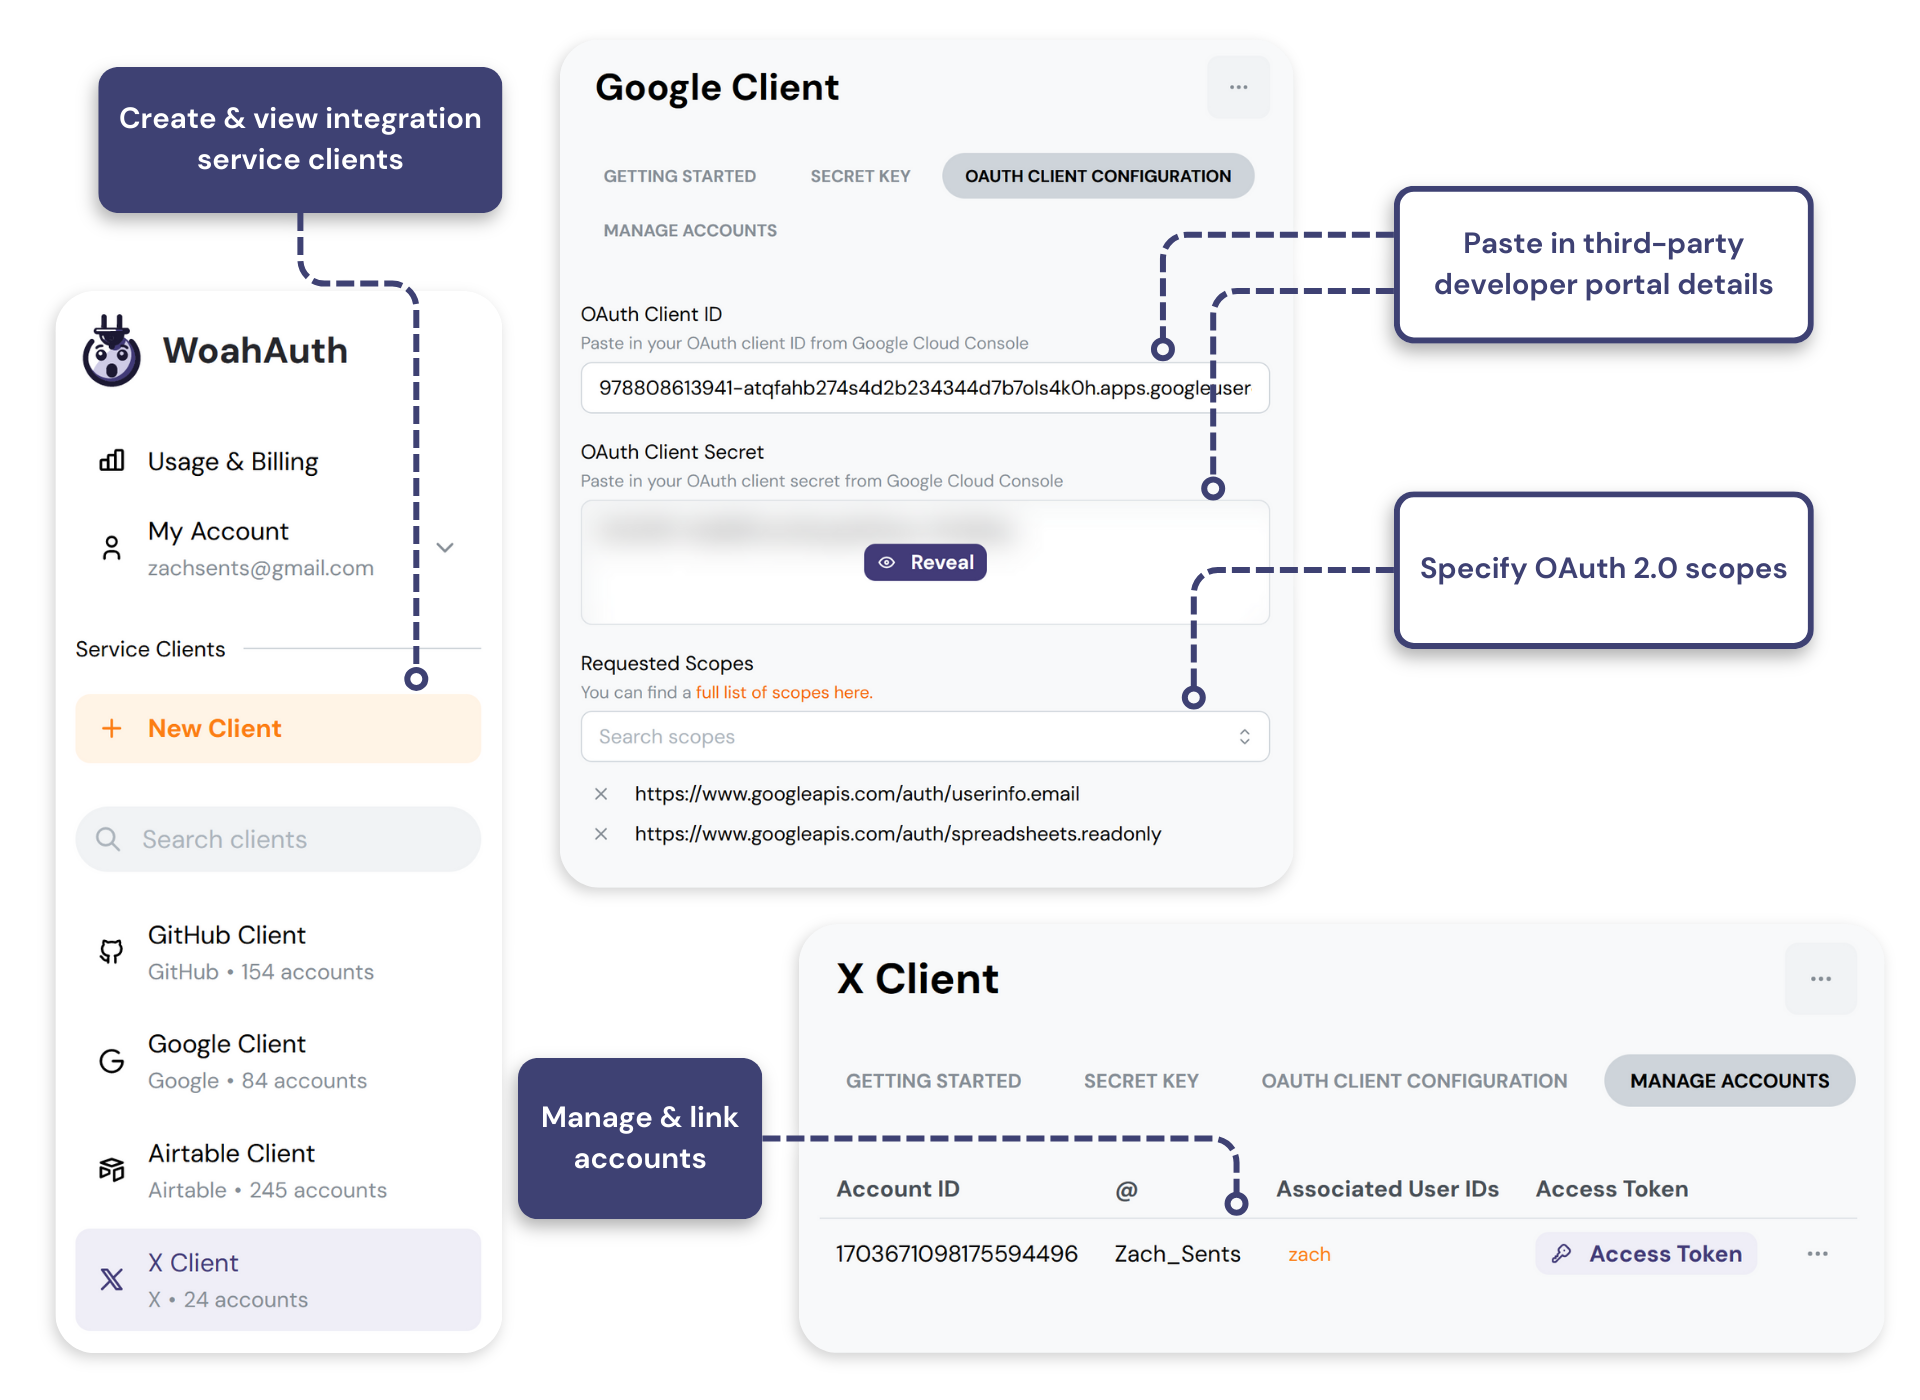 Create & view integration
service clients
WoahAuth
Usage & Billing
My Account
zachsents@gmail.com
Service Clients
New Client
Search clients
GitHub Client
GitHub • 154 accounts
Google Client
Google • 84 accounts
Airtable Client
Airtable • 245 accounts
X Client
X • 24 accounts
Google Client
GETTING STARTED
SECRET KEY
OAUTH CLIENT CONFIGURATION
MANAGE ACCOUNTS
OAuth Client ID
Paste in your OAuth client ID from Google Cloud Console
978808613941-atqfahb274s4d2b234344d7b7ols4k0h.apps.googleuser
OAuth Client Secret
Paste in your OAuth client secret from Google Cloud Console
Reveal
Requested Scopes
You can find a full list of scopes here.
Search scopes
https://www.googleapis.com/auth/userinfo.email
https://www.googleapis.com/auth/spreadsheets.readonly
Paste in third-party
developer portal details
Specify OAuth 2.0 scopes
Manage & link
accounts
X Client
GETTING STARTED
SECRET KEY
OAUTH CLIENT CONFIGURATION
MANAGE ACCOUNTS
Account ID
@
Associated User IDs
Access Token
1703671098175594496
Zach_Sents
zach
Access Token